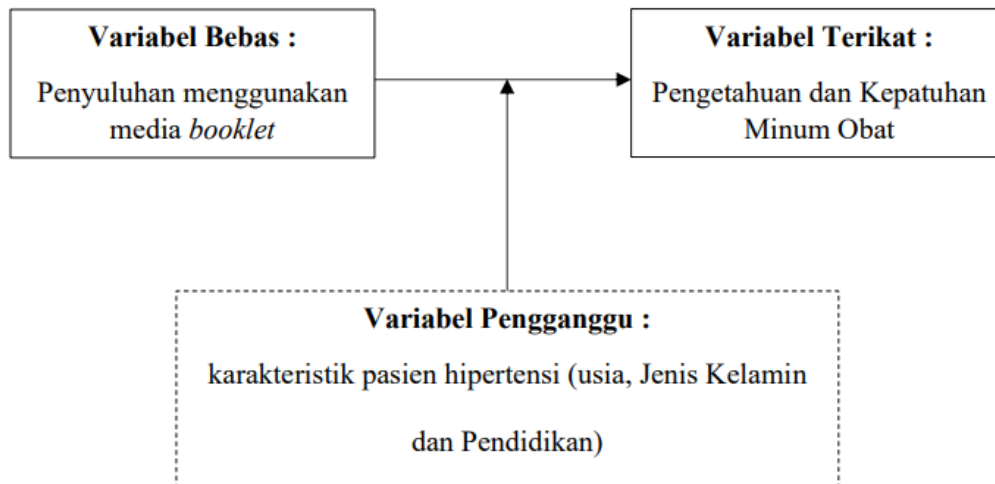 Variabel Bebas :
Penyuluhan menggunakan
media booklet
Variabel Terikat :
Pengetahuan dan Kepatuhan
Minum Obat
Variabel Pengganggu :
karakteristik pasien hipertensi (usia, Jenis Kelamin
dan Pendidikan)